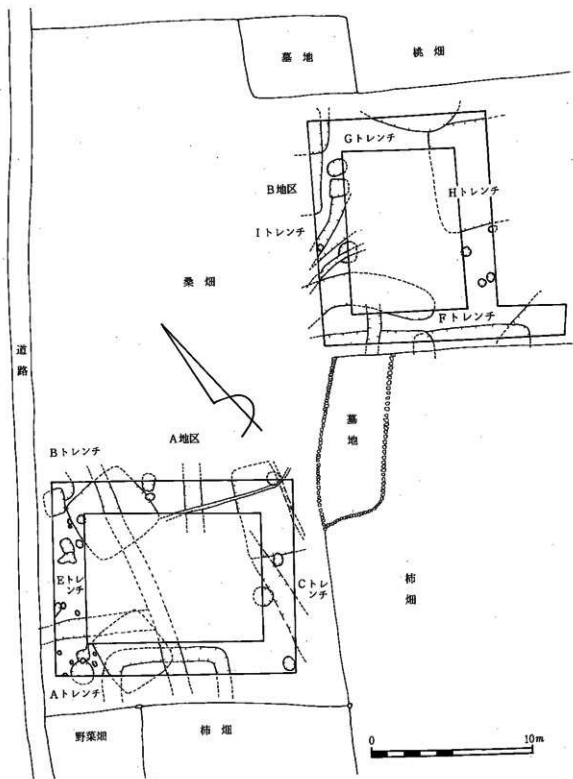 墓地
桃畑
Gトレンチ
B地区
Hトレンチ
Iトレンチ
桑畑
Fトレンチ
道路
墓地
A地区
Bトレンチ
Eトレ
ンチ
Cトレ
ンチ
柿畑
Aトレンチ
野菜畑
柿畑
0
10m